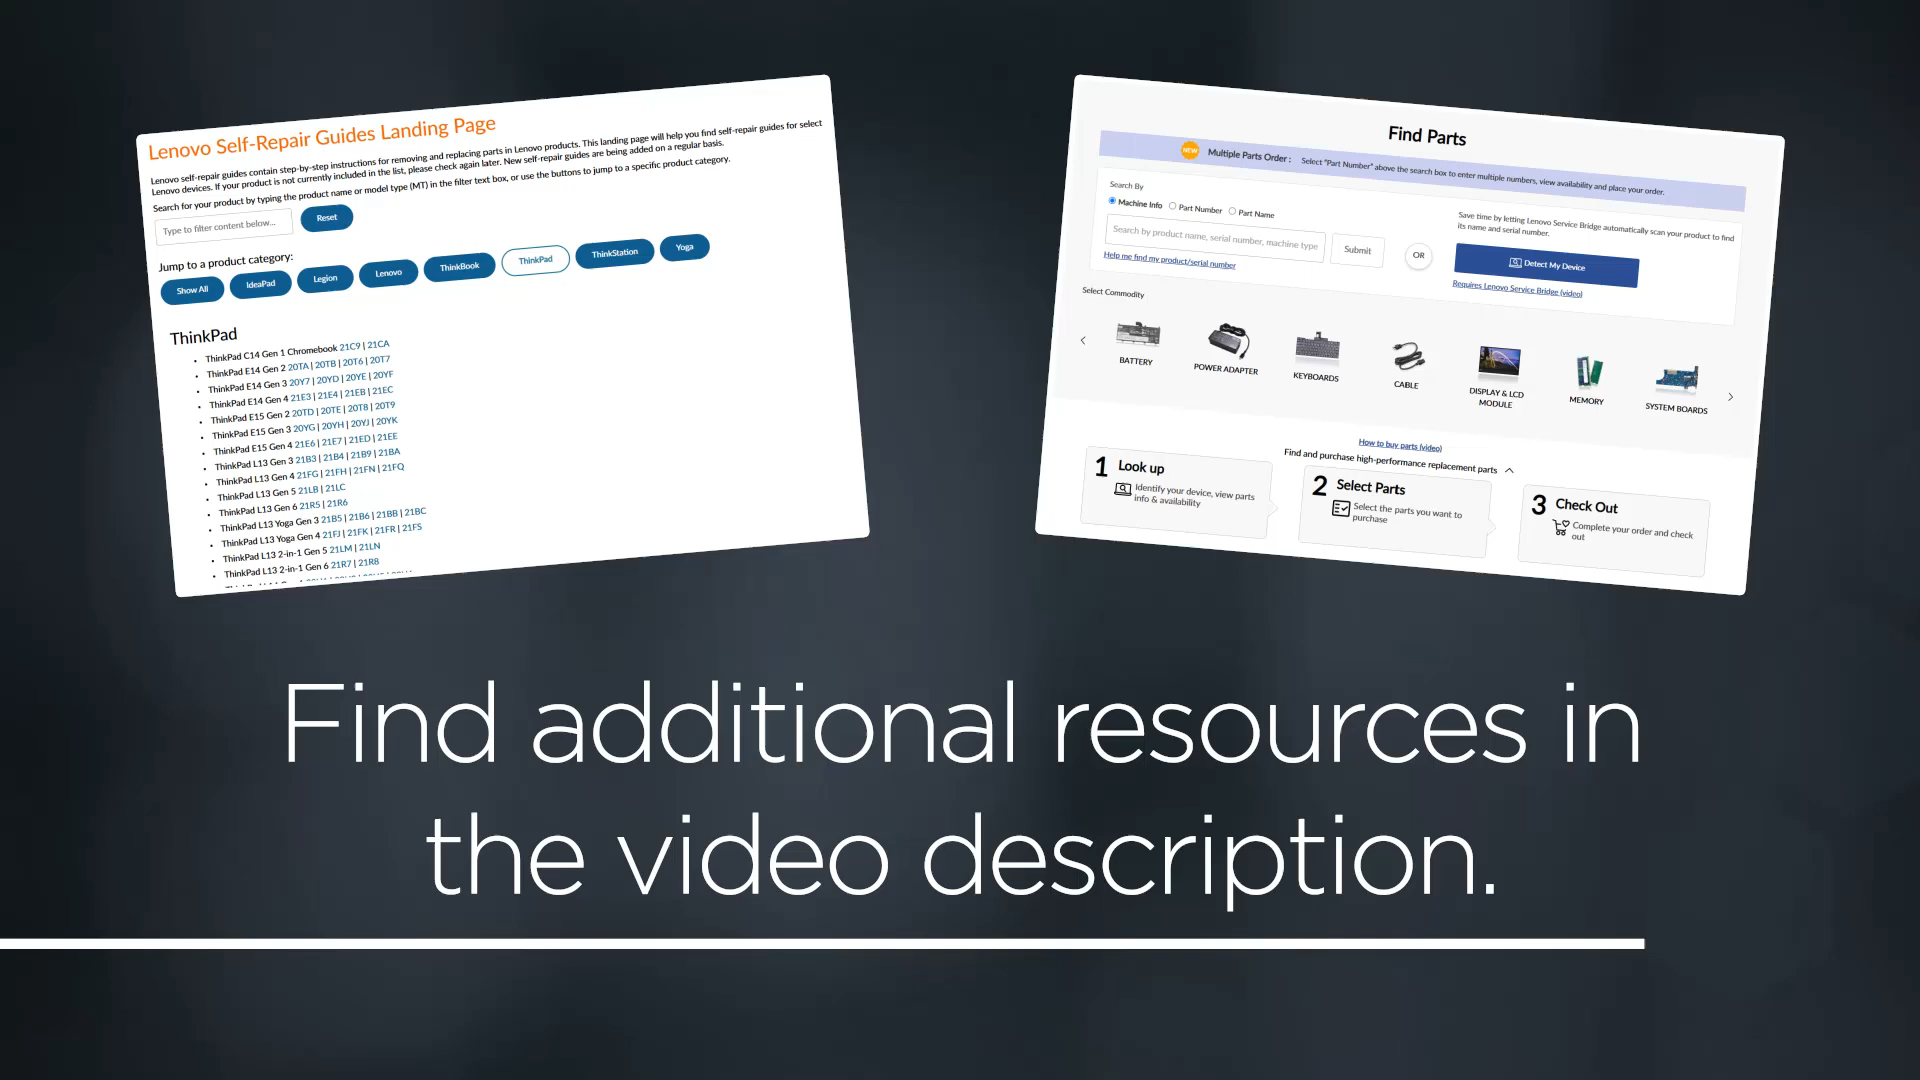 Lenovo Self-Repair Guides Landing Page
Lenovo self-repair guides contain step-by-step instructions for removing and replacing parts in Lenovo products. This landing page will help you find self-repair guides for select
Lenovo devices. If your product is not currently included in the list, please check again later. New self-repair guides are being added on a regular basis.
Search for your product by typing the product name or model type (MT) in the filter text box, or use the buttons to jump to a specific product category.
Type to filter content below... Reset
Jump to a product category:
Show All IdeaPad Legion Lenovo ThinkBook ThinkPad ThinkStation Yoga
ThinkPad
• ThinkPad C14 Gen 1 Chromebook 21C9 | 21CA
• ThinkPad E14 Gen 2 20TA | 20TB | 20T6 | 20T7
• ThinkPad E14 Gen 3 20Y7 | 20YD | 20YE | 20YF
• ThinkPad E14 Gen 4 21E3 | 21E4 | 21EB | 21EC
• ThinkPad E15 Gen 2 20TD | 20TE | 20T8 | 20T9
• ThinkPad E15 Gen 3 20YG | 20YH | 20YJ | 20YK
• ThinkPad E15 Gen 4 21E6 | 21E7 | 21ED | 21EE
• ThinkPad L13 Gen 3 21B3 | 21B4 | 21B9 | 21BA
• ThinkPad L13 Gen 4 21FG | 21FH | 21FN | 21FQ
• ThinkPad L13 Gen 5 21LB | 21LC
• ThinkPad L13 Gen 6 21R5 | 21R6
• ThinkPad L13 Yoga Gen 3 21B5 | 21B6 | 21BB | 21BC
• ThinkPad L13 Yoga Gen 4 21FJ | 21FK | 21FR | 21FS
• ThinkPad L13 2-in-1 Gen 5 21LM | 21LN
• ThinkPad L13 2-in-1 Gen 6 21R7 | 21R8
Find Parts
NEW Multiple Parts Order : Select "Part Number" above the search box to enter multiple numbers, view availability and place your order.
Search By
Machine Info Part Number Part Name
Search by product name, serial number, machine type Submit
Help me find my product/serial number
OR
Save time by letting Lenovo Service Bridge automatically scan your product to find
its name and serial number.
Detect My Device
Requires Lenovo Service Bridge (video)
Select Commodity
BATTERY
POWER ADAPTER
KEYBOARDS
CABLE
DISPLAY & LCD
MODULE
MEMORY
SYSTEM BOARDS
How to buy parts (video)
Find and purchase high-performance replacement parts
1 Look up
Identify your device, view parts
info & availability
2 Select Parts
Select the parts you want to
purchase
3 Check Out
Complete your order and check
out
Find additional resources in
the video description.